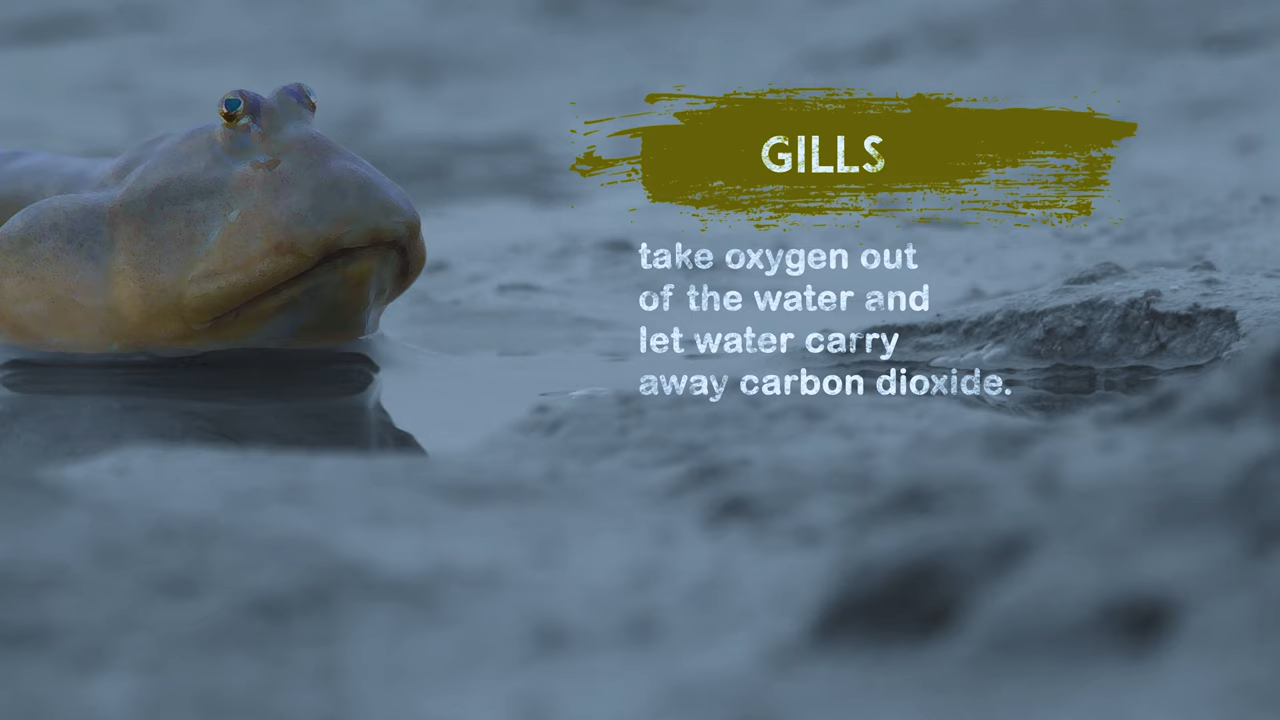 GILLS
take oxygen out
of the water and
let water carry
away carbon dioxide.